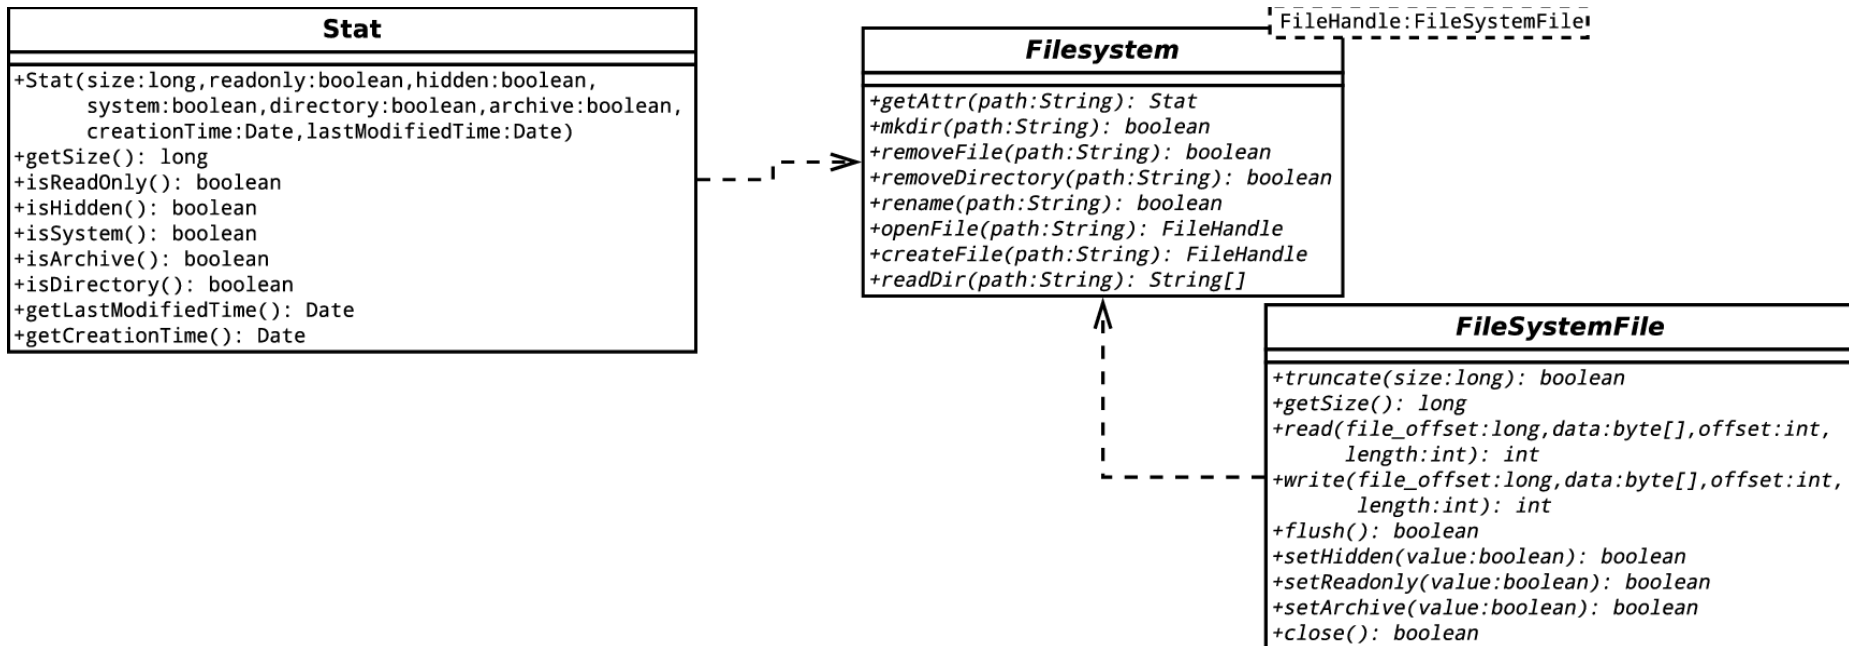 Stat
+Stat(size:long,readonly:boolean,hidden:boolean,
system:boolean,directory:boolean,archive:boolean,
creationTime:Date,lastModifiedTime:Date)
+getSize(): long
+isReadOnly(): boolean
+isHidden(): boolean
+isSystem(): boolean
+isArchive(): boolean
+isDirectory(): boolean
+getLastModifiedTime(): Date
+getCreationTime(): Date
FileHandle:FileSystemFile
Filesystem
+getAttr(path:String): Stat
+mkdir(path:String): boolean
+removeFile(path:String): boolean
+removeDirectory(path:String): boolean
+rename(path:String): boolean
+openFile(path:String): FileHandle
+createFile(path:String): FileHandle
+readDir(path:String): String[]
FileSystemFile
+truncate(size:long): boolean
+getSize(): long
+read(file_offset:long,data:byte[],offset:int,
length:int): int
+write(file_offset:long,data:byte[],offset:int,
length:int): int
+flush(): boolean
+setHidden(value:boolean): boolean
+setReadonly(value:boolean): boolean
+setArchive(value:boolean): boolean
+close(): boolean